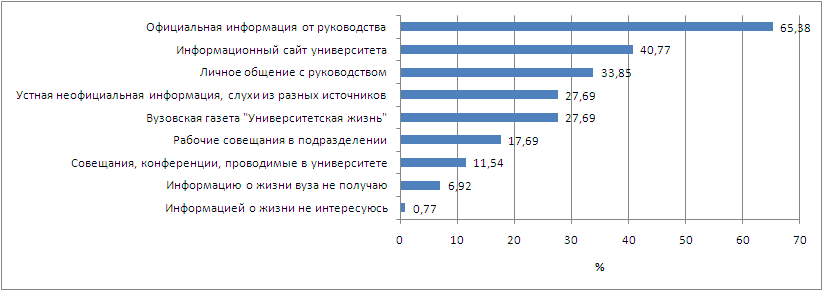 Официальная информация от руководства 65,38
Информационный сайт университета 40,77
Личное общение с руководством 33,85
Устная неофициальная информация, слухи из разных источников 27,69
Вузовская газета "Университетская жизнь" 27,69
Рабочие совещания в подразделении 17,69
Совещания, конференции, проводимые в университете 11,54
Информацию о жизни вуза не получаю 6,92
Информацией о жизни не интересуюсь 0,77
0 10 20 30 40 50 60 70
%